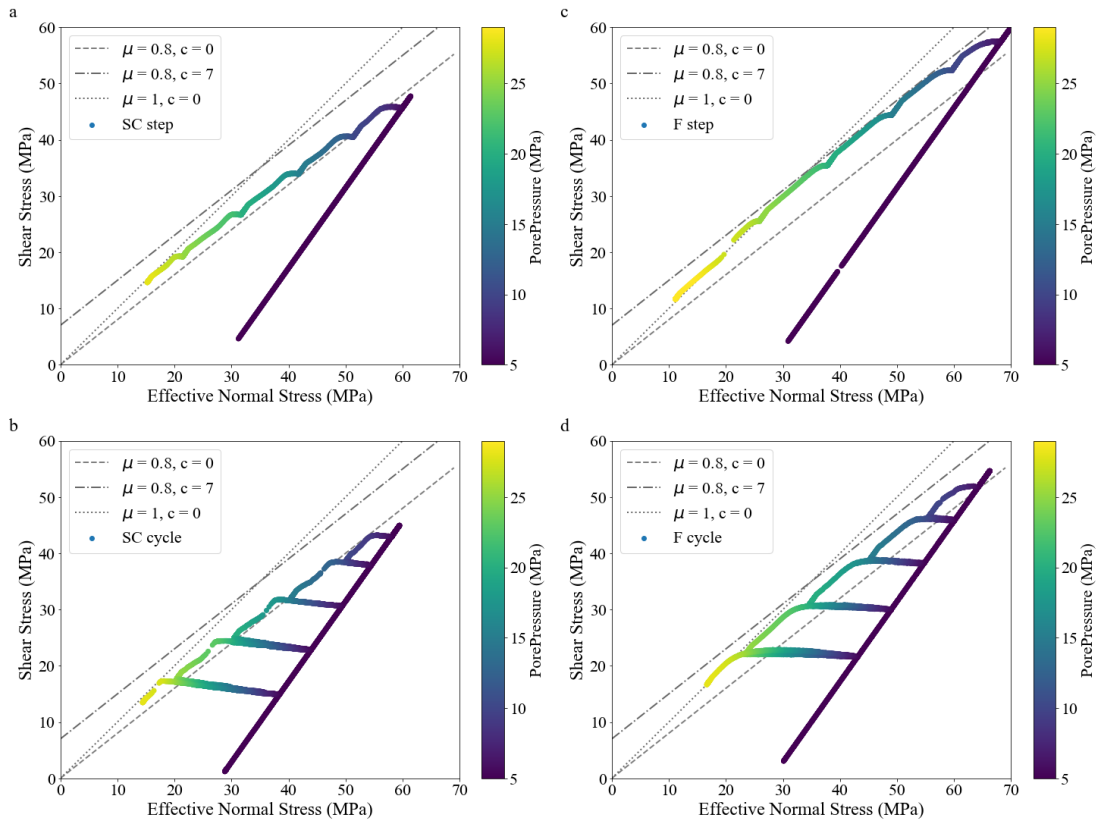 a
60
50
40
30
20
10
0
Shear Stress (MPa)
μ = 0.8, c = 0
μ = 0.8, c = 7
μ = 1, c = 0
SC step
0 10 20 30 40 50 60 70
Effective Normal Stress (MPa)
25
20
15
10
5
PorePressure (MPa)
c
60
50
40
30
20
10
0
Shear Stress (MPa)
μ = 0.8, c = 0
μ = 0.8, c = 7
μ = 1, c = 0
F step
0 10 20 30 40 50 60 70
Effective Normal Stress (MPa)
25
20
15
10
5
PorePressure (MPa)
b
60
50
40
30
20
10
0
Shear Stress (MPa)
μ = 0.8, c = 0
μ = 0.8, c = 7
μ = 1, c = 0
SC cycle
0 10 20 30 40 50 60 70
Effective Normal Stress (MPa)
25
20
15
10
5
PorePressure (MPa)
d
60
50
40
30
20
10
0
Shear Stress (MPa)
μ = 0.8, c = 0
μ = 0.8, c = 7
μ = 1, c = 0
F cycle
0 10 20 30 40 50 60 70
Effective Normal Stress (MPa)
25
20
15
10
5
PorePressure (MPa)